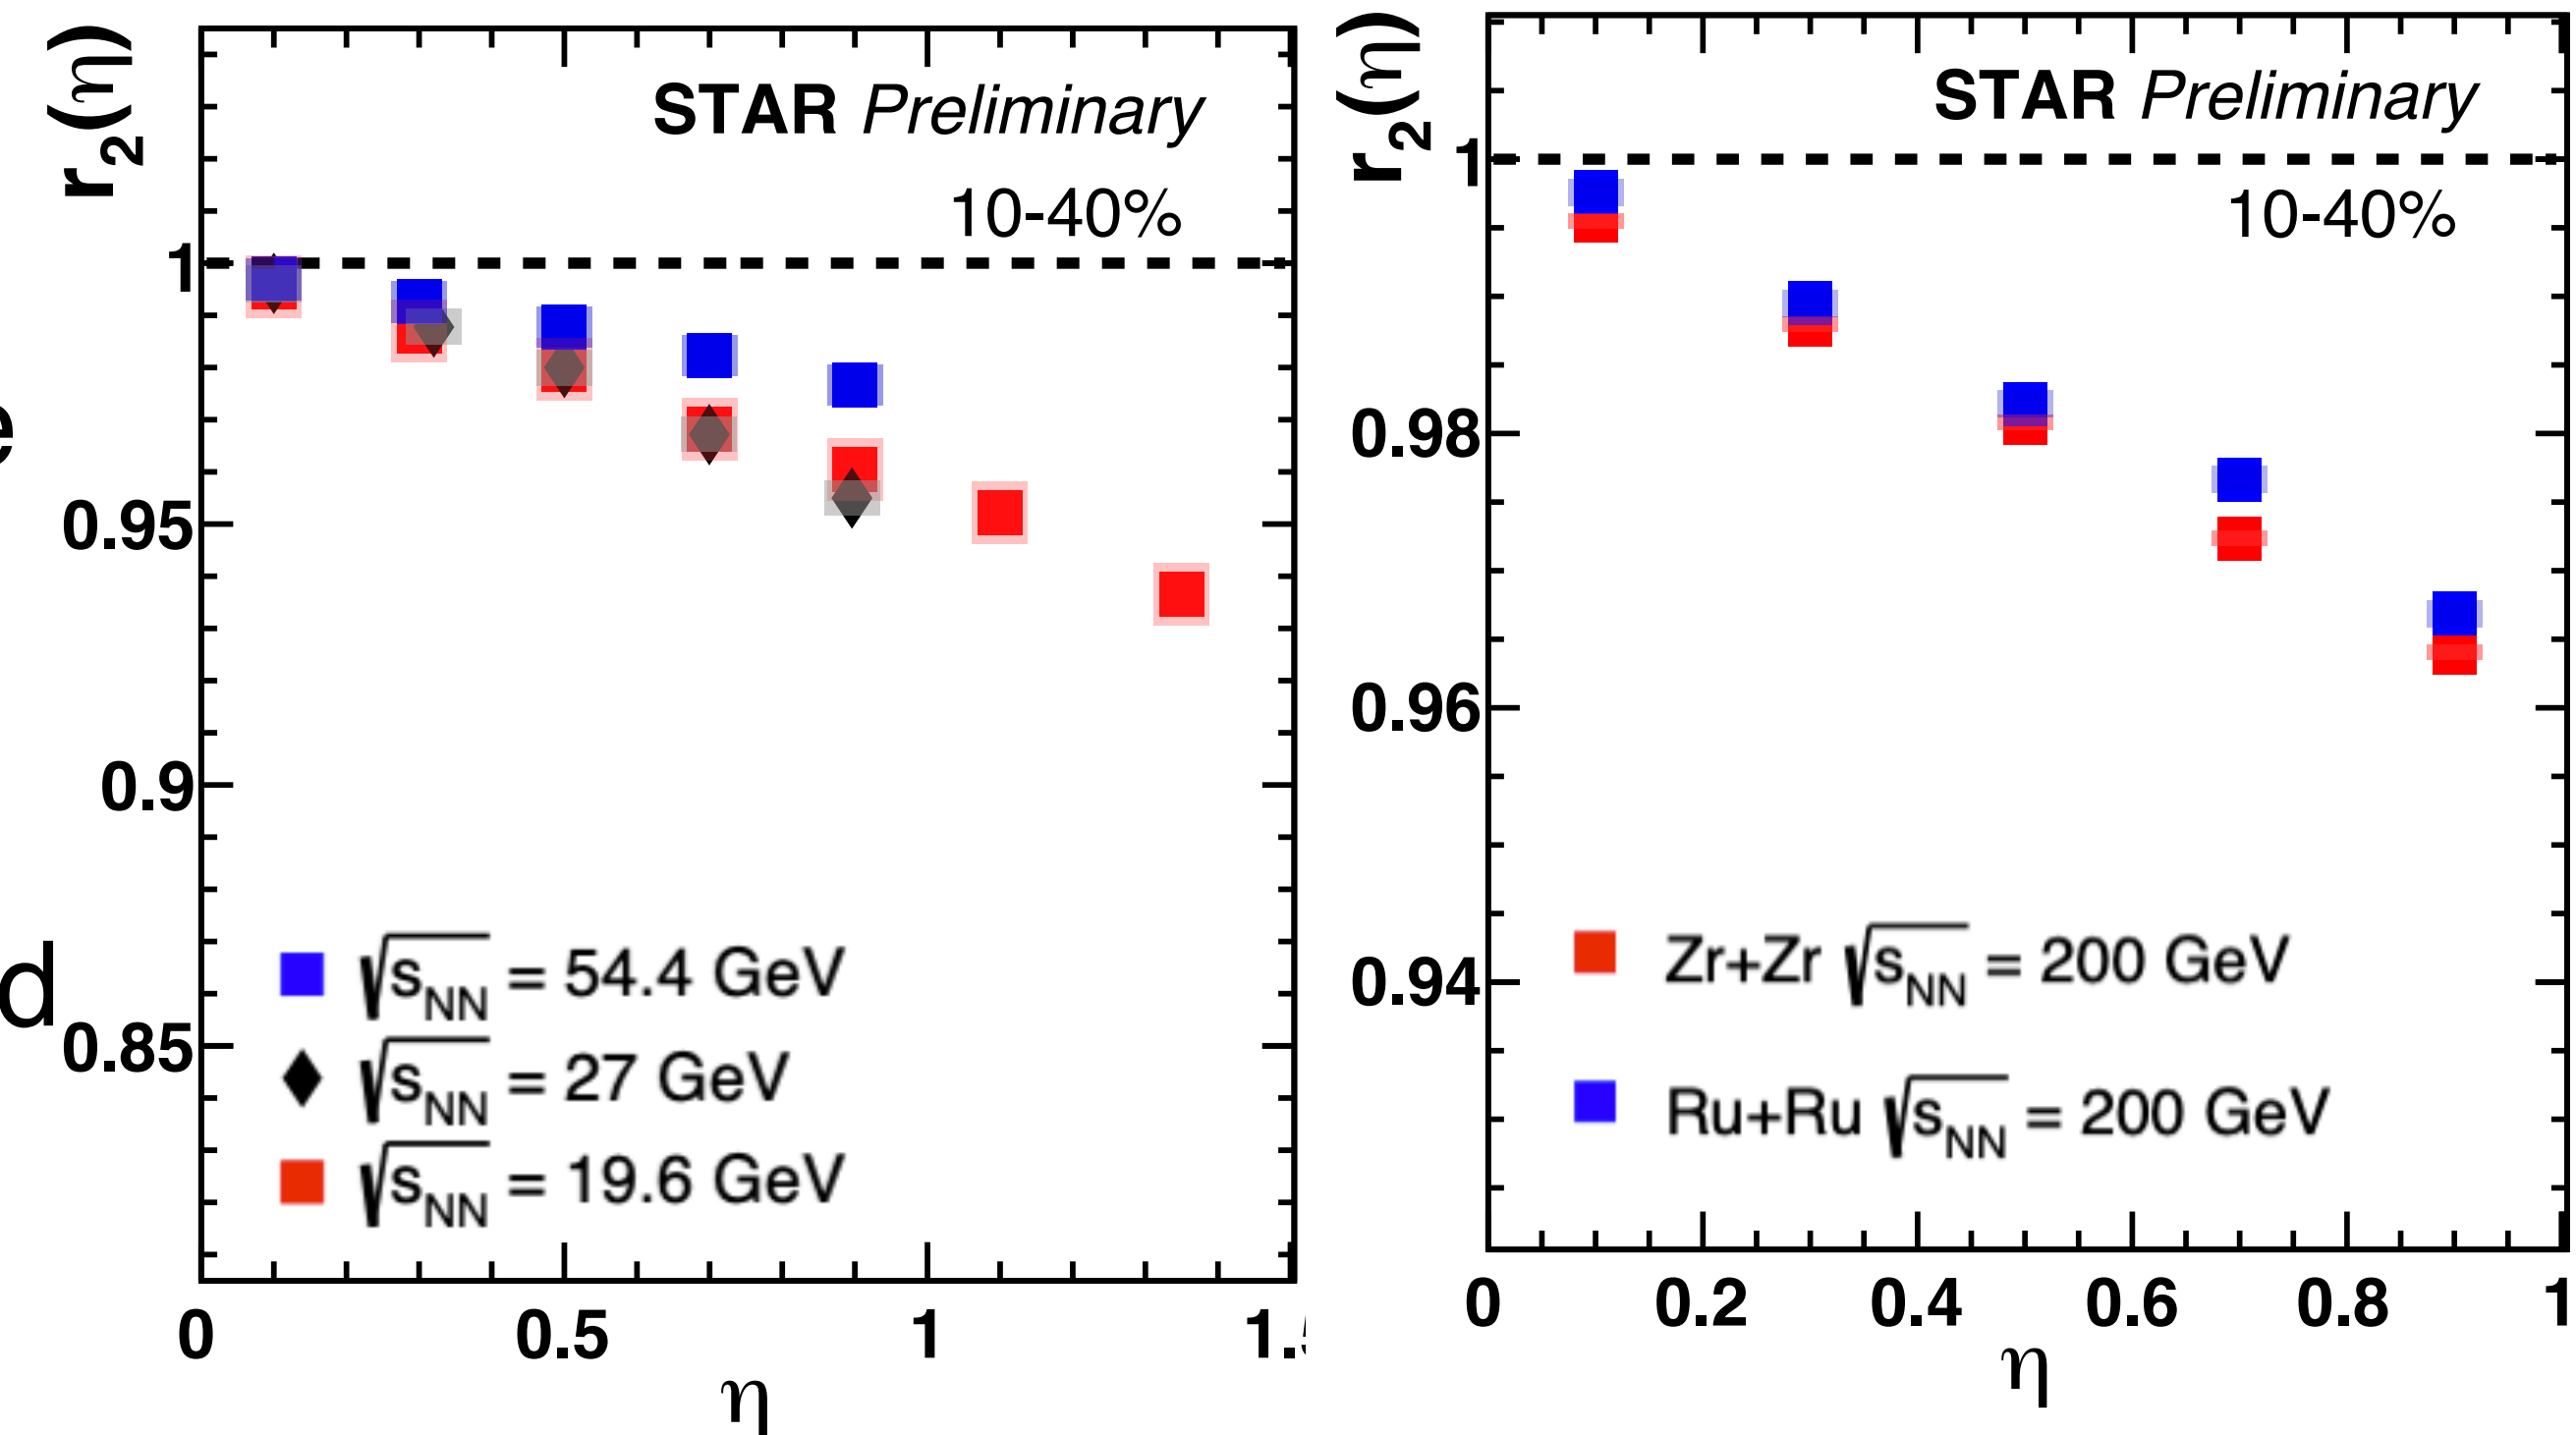 r2(η)
STAR Preliminary
10-40%
1
0.95
0.9
0.85
e
d
√sNN = 54.4 GeV
√sNN = 27 GeV
√sNN = 19.6 GeV
0 0.5 1
η
r2(η)
STAR Preliminary
1
10-40%
0.98
0.96
0.94
Zr+Zr √sNN = 200 GeV
Ru+Ru √sNN = 200 GeV
0 0.2 0.4 0.6 0.8 1
η